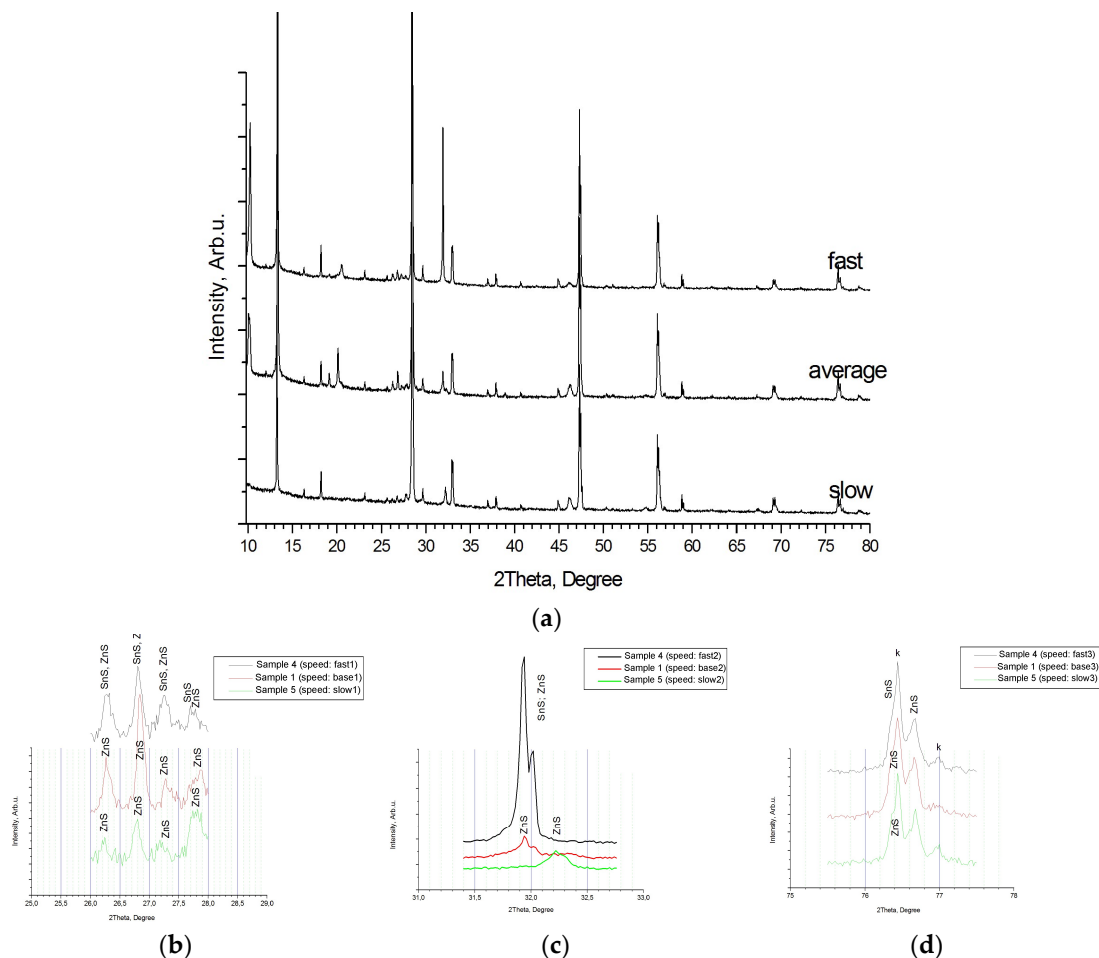 Intensity, Arb.u.
fast
average
slow
10 15 20 25 30 35 40 45 50 55 60 65 70 75 80
2Theta, Degree
(a)
SnS, ZnS
SnS, Z
SnS, ZnS
SnS
ZnS
ZnS
ZnS
ZnS
ZnS
ZnS
ZnS
ZnS
ZnS
Sample 4 (speed: fast1)
Sample 1 (speed: base1)
Sample 5 (speed: slow1)
Intensity, Arb.u.
25,0 25,5 26,0 26,5 27,0 27,5 28,0 28,5 29,0
2Theta, Degree
(b)
Sample 4 (speed: fast2)
Sample 1 (speed: base2)
Sample 5 (speed: slow2)
SnS; ZnS
ZnS
ZnS
Intensity, Arb.u.
31,0 31,5 32,0 32,5 33,0
2Theta, Degree
(c)
Sample 4 (speed: fast3)
Sample 1 (speed: base3)
Sample 5 (speed: slow3)
k
SnS
ZnS
k
ZnS
ZnS
Intensity, Arb.u.
75 76 77 78
2Theta, Degree
(d)